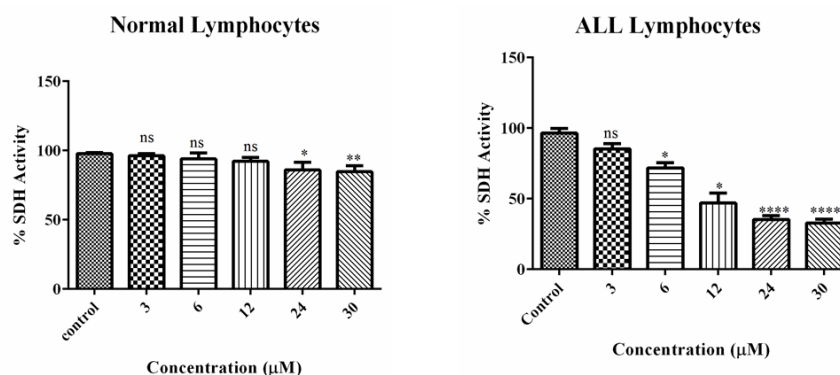 Normal Lymphocytes
150
100
50
0
% SDH Activity
ns
ns
ns
*
**
control
3
6
12
24
30
Concentration (μM)
ALL Lymphocytes
150
100
50
0
% SDH Activity
ns
*
*
****
****
Control
3
6
12
24
30
Concentration (μM)